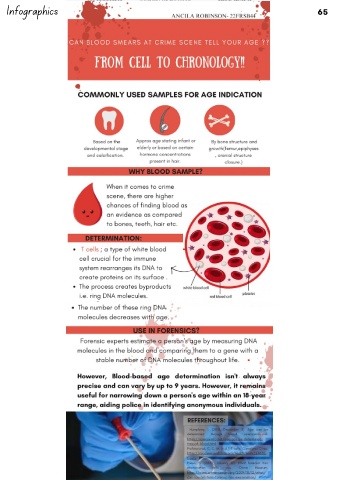 Infographics
65
ANCILA ROBINSON- 22FRSB44
CAN BLOOD SMEARS AT CRIME SCENE TELL YOUR AGE ??
FROM CELL TO CHRONOLOGY!!
COMMONLY USED SAMPLES FOR AGE INDICATION
Based on the
developmental stage
and calcification.
Approx age stating infant or
elderly or based on certain
hormone concentrations
present in hair
By bone structure and
growth(femur,epiphyses
, cranial structure
closure.)
WHY BLOOD SAMPLE?
When it comes to crime
scene, there are higher
chances of finding blood as
an evidence as compared
to bones, teeth, hair etc.
DETERMINATION:
T cells ; a type of white blood
cell crucial for the immune
system rearranges its DNA to
create proteins on its surface .
The process creates byproducts
i.e. ring DNA molecules.
The number of these ring DNA
molecules decreases with age.
white blood cell
red blood cell
platelets
USE IN FORENSICS?
Forensic experts estimate a person's age by measuring DNA
molecules in the blood and comparing them to a gene with a
stable number of DNA molecules throughout life.
However, Blood-based age determination isn't always
precise and can vary by up to 9 years. However, it remains
useful for narrowing down a person's age within an 18-year
range, aiding police in identifying anonymous individuals.
REFERENCES: